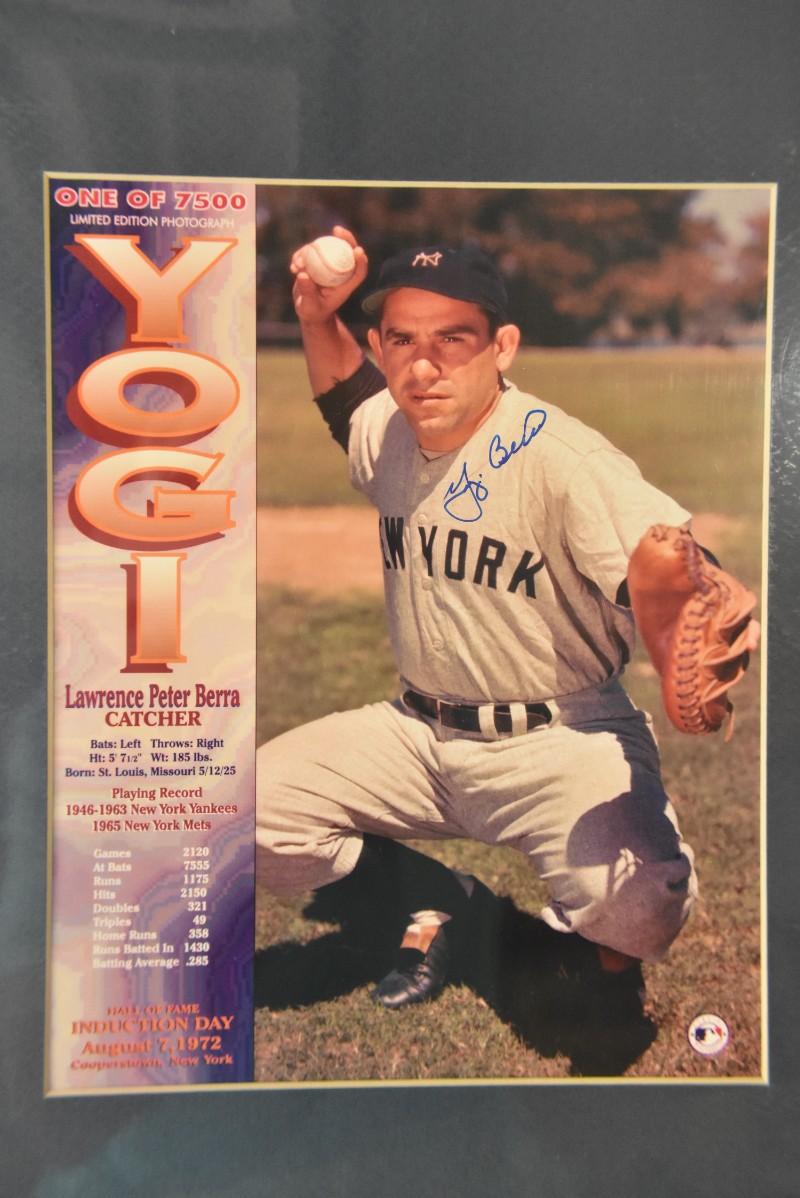 ONE OF 7500
LIMITED EDITION PHOTOGRAPH
YOGI
Lawrence Peter Berra
CATCHER
Bats: Left Throws: Right
Ht: 5' 7 1/2" Wt: 185 lbs.
Born: St. Louis, Missouri 5/12/25
Playing Record
1946-1963 New York Yankees
1965 New York Mets
Games 2120
At Bats 7555
Runs 1175
Hits 2150
Doubles 321
Triples 49
Home Runs 358
Runs Batted In 1430
Batting Average .285
HALL OF FAME
INDUCTION DAY
August 7, 1972
Cooperstown, New York
NY
Yogi Berra
EW YORK